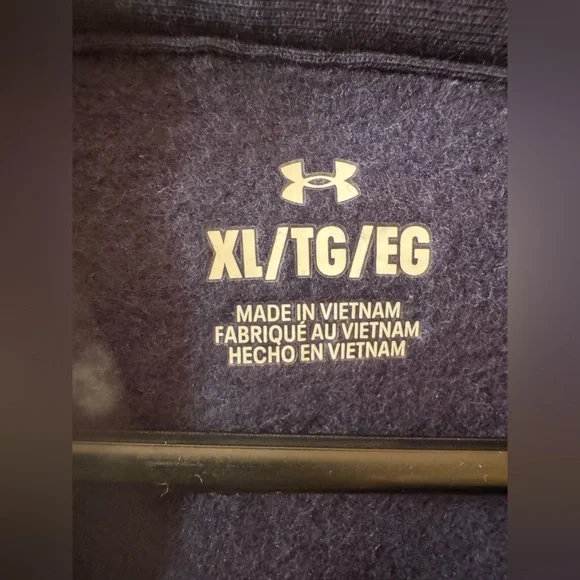 XL/TG/EG
MADE IN VIETNAM
FABRIQUÉ AU VIETNAM
HECHO EN VIETNAM